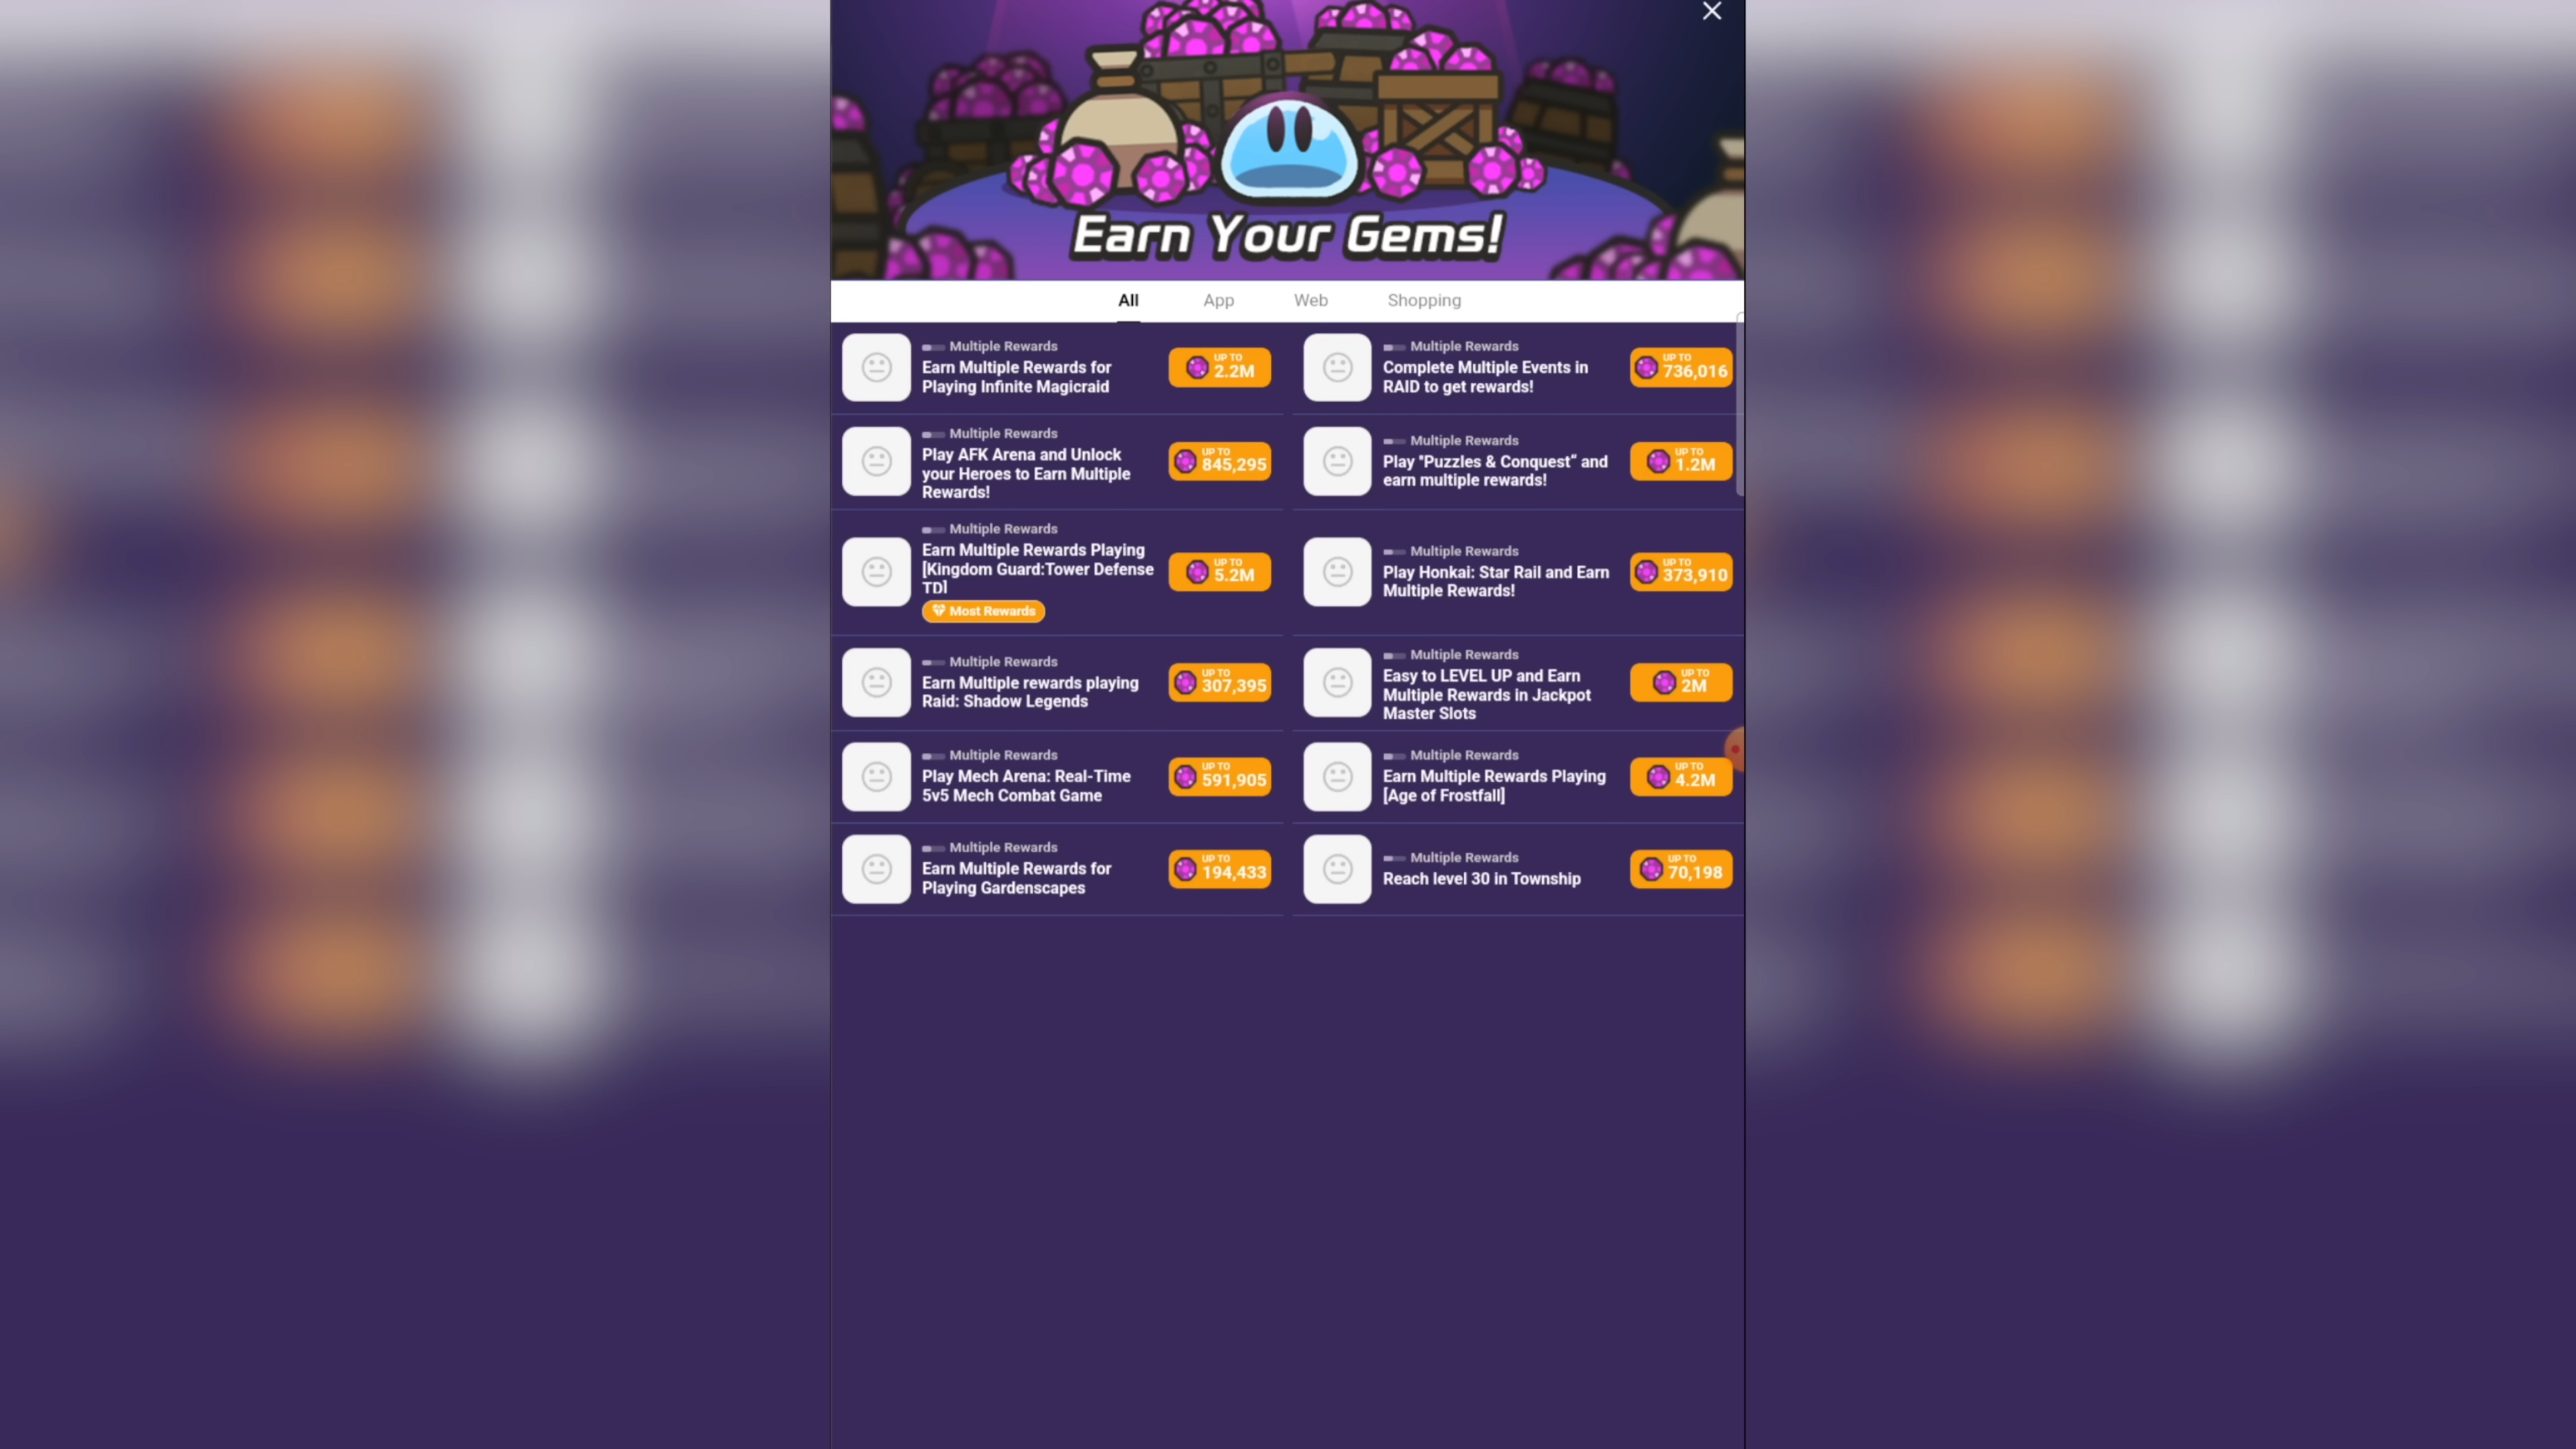 Earn Your Gems!
All App Web Shopping
Multiple Rewards
Earn Multiple Rewards for
Playing Infinite Magicraid
UP TO
2.2M
Multiple Rewards
Complete Multiple Events in
RAID to get rewards!
UP TO
736,016
Multiple Rewards
Play AFK Arena and Unlock
your Heroes to Earn Multiple
Rewards!
UP TO
845,295
Multiple Rewards
Play "Puzzles & Conquest" and
earn multiple rewards!
UP TO
1.2M
Multiple Rewards
Earn Multiple Rewards Playing
[Kingdom Guard:Tower Defense
TD]
Most Rewards
UP TO
5.2M
Multiple Rewards
Play Honkai: Star Rail and Earn
Multiple Rewards!
UP TO
373,910
Multiple Rewards
Earn Multiple rewards playing
Raid: Shadow Legends
UP TO
307,395
Multiple Rewards
Easy to LEVEL UP and Earn
Multiple Rewards in Jackpot
Master Slots
UP TO
2M
Multiple Rewards
Play Mech Arena: Real-Time
5v5 Mech Combat Game
UP TO
591,905
Multiple Rewards
Earn Multiple Rewards Playing
[Age of Frostfall]
UP TO
4.2M
Multiple Rewards
Earn Multiple Rewards for
Playing Gardenscapes
UP TO
194,433
Multiple Rewards
Reach level 30 in Township
UP TO
70,198